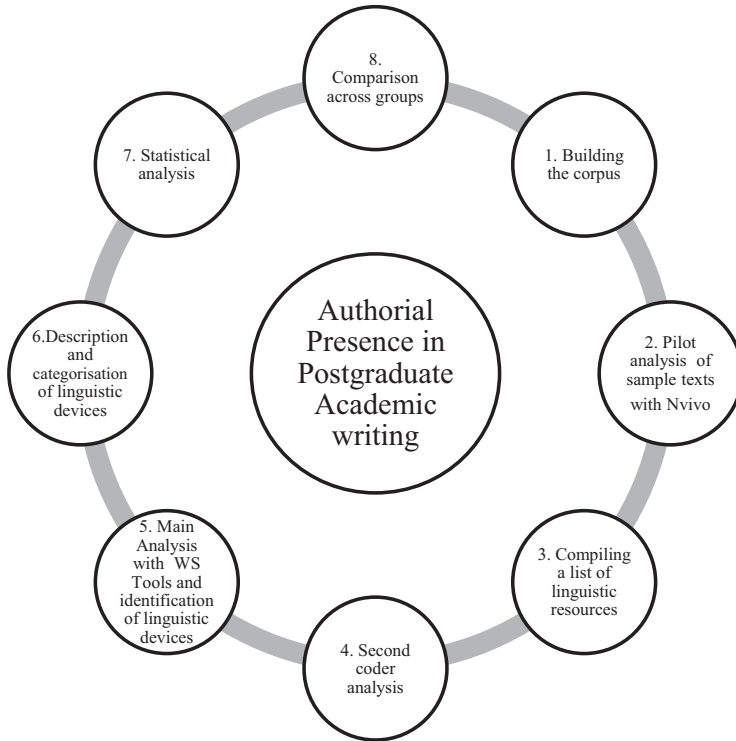 8.
Comparison
across groups
1. Building
the corpus
2. Pilot
analysis of
sample texts
with Nvivo
3. Compiling
a list of
linguistic
resources
4. Second
coder
analysis
5. Main
Analysis
with WS
Tools and
identification
of linguistic
devices
6.Description
and
categorisation
of linguistic
devices
7. Statistical
analysis
Authorial
Presence in
Postgraduate
Academic
writing